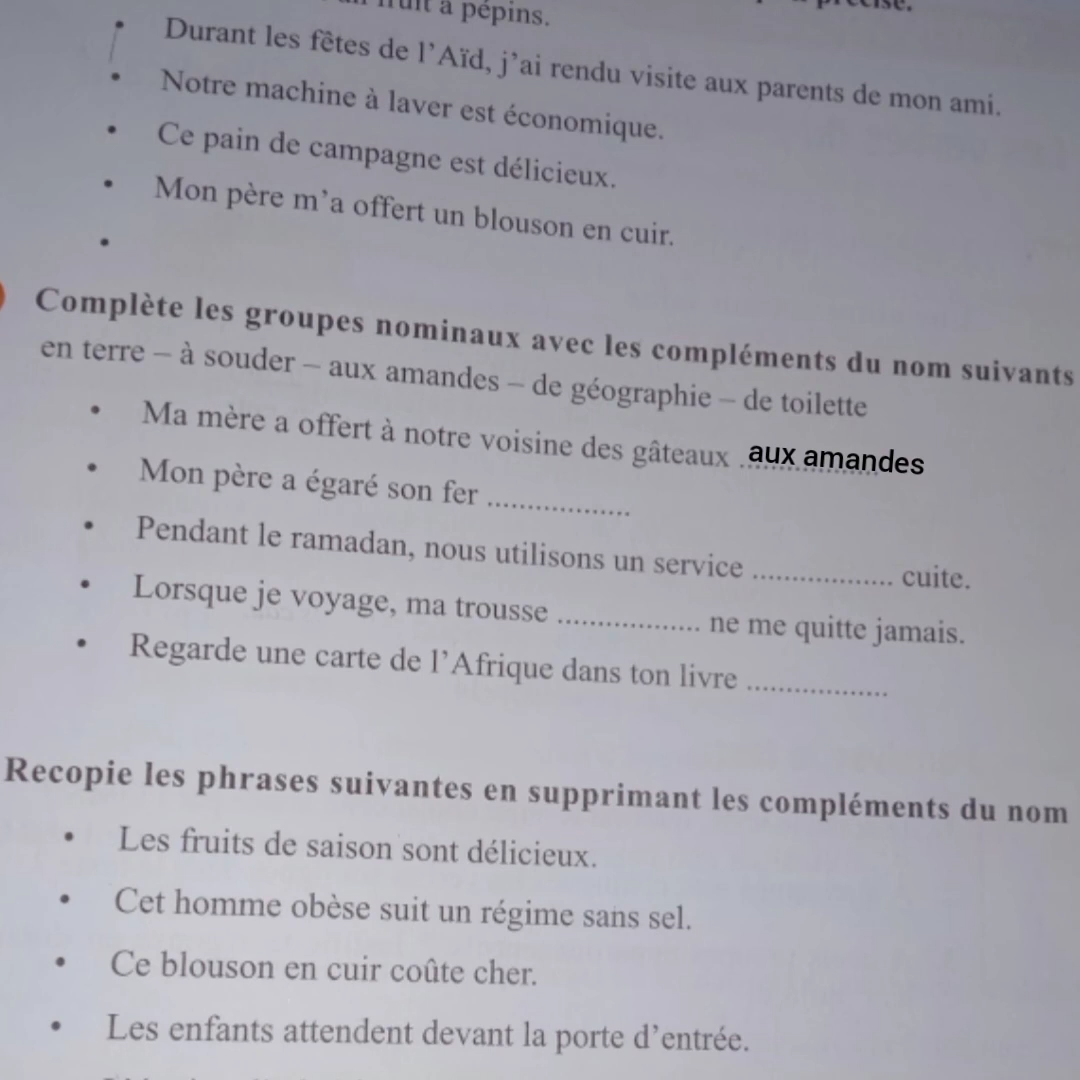 à pépins.
• Durant les fêtes de l'Aïd, j'ai rendu visite aux parents de mon ami.
• Notre machine à laver est économique.
• Ce pain de campagne est délicieux.
• Mon père m'a offert un blouson en cuir.
•
Complète les groupes nominaux avec les compléments du nom suivants
en terre – à souder – aux amandes – de géographie – de toilette
• Ma mère a offert à notre voisine des gâteaux aux amandes
• Mon père a égaré son fer ..................
• Pendant le ramadan, nous utilisons un service .................. cuite.
• Lorsque je voyage, ma trousse .................. ne me quitte jamais.
• Regarde une carte de l'Afrique dans ton livre ..................
Recopie les phrases suivantes en supprimant les compléments du nom
• Les fruits de saison sont délicieux.
• Cet homme obèse suit un régime sans sel.
• Ce blouson en cuir coûte cher.
• Les enfants attendent devant la porte d'entrée.